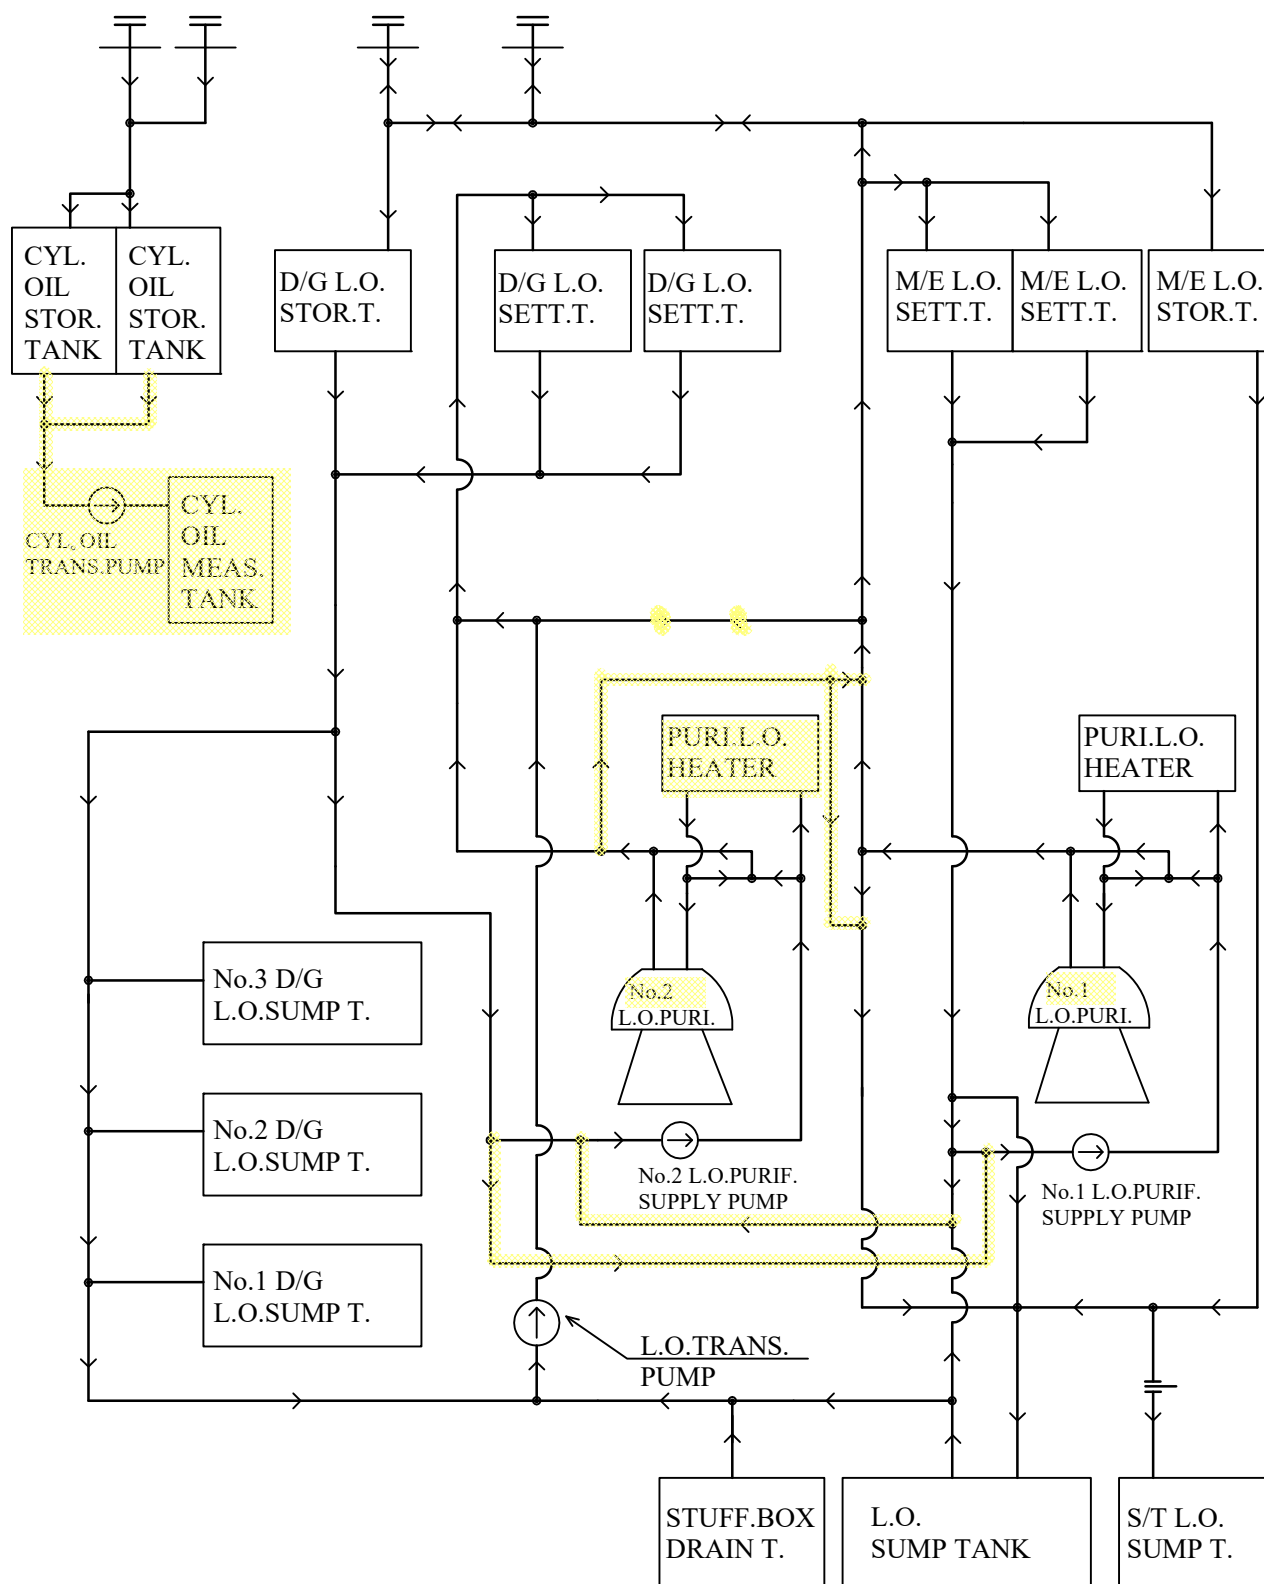 CYL.
OIL
STOR.
TANK
CYL.
OIL
STOR.
TANK
D/G L.O.
STOR.T.
D/G L.O.
SETT.T.
D/G L.O.
SETT.T.
M/E L.O.
SETT.T.
M/E L.O.
SETT.T.
M/E L.O.
STOR.T.
CYL. OIL
TRANS.PUMP
CYL.
OIL
MEAS.
TANK
PURI.L.O.
HEATER
PURI.L.O.
HEATER
No.3 D/G
L.O.SUMP T.
No.2
L.O.PURI.
No.1
L.O.PURI.
No.2 D/G
L.O.SUMP T.
No.2 L.O.PURIF.
SUPPLY PUMP
No.1 L.O.PURIF.
SUPPLY PUMP
No.1 D/G
L.O.SUMP T.
L.O.TRANS.
PUMP
STUFF.BOX
DRAIN T.
L.O.
SUMP TANK
S/T L.O.
SUMP T.